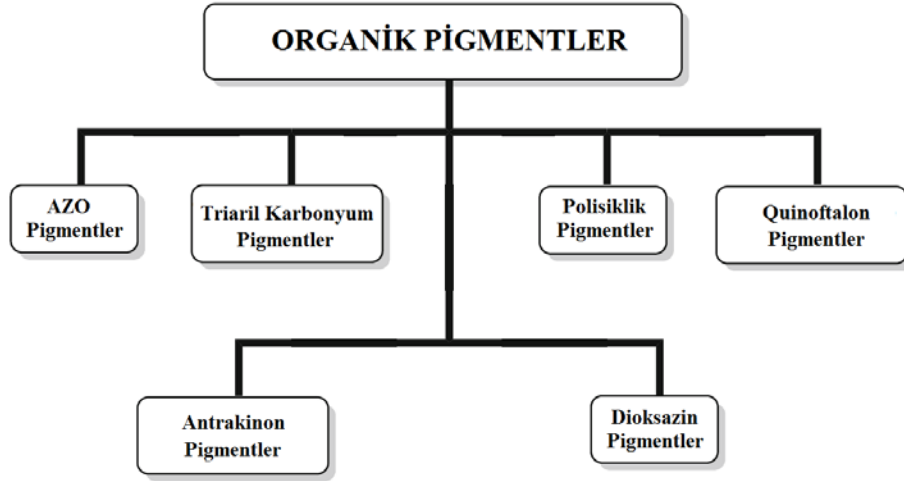 ORGANİK PİGMENTLER
AZO
Pigmentler
Triaril Karbonyum
Pigmentler
Polisiklik
Pigmentler
Quinoftalon
Pigmentler
Antrakinon
Pigmentler
Dioksazin
Pigmentler